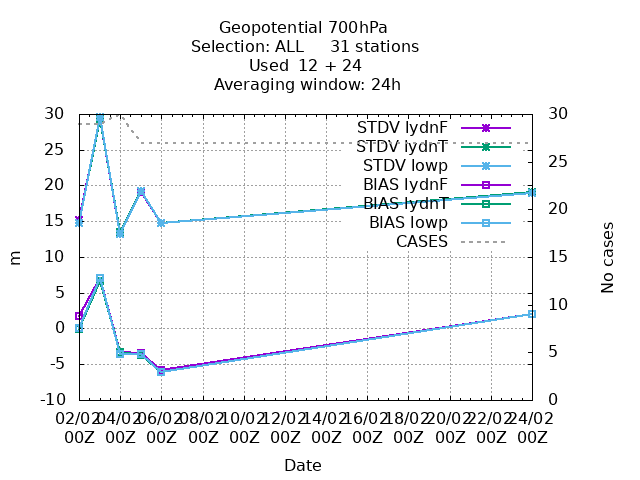 Geopotential 700hPa
Selection: ALL 31 stations
Used 12 + 24
Averaging window: 24h
30
25
20
15
10
5
0
-5
-10
m
STDV lydnF
STDV lydnT
STDV lowp
BIAS lydnF
BIAS lydnT
BIAS lowp
CASES
30
25
20
15
10
5
0
No cases
02/02 04/02 06/02 08/02 10/02 12/02 14/02 16/02 18/02 20/02 22/02 24/02
00Z 00Z 00Z 00Z 00Z 00Z 00Z 00Z 00Z 00Z 00Z 00Z
Date